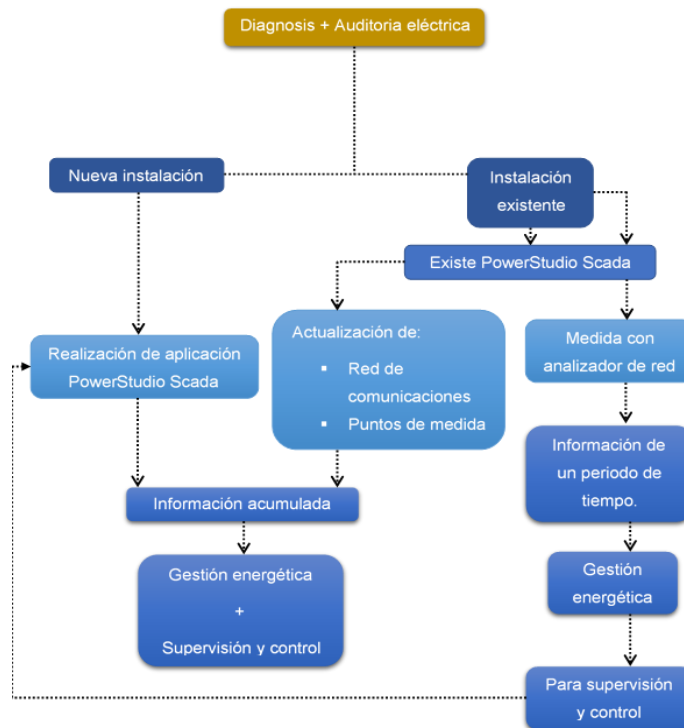 Diagnosis + Auditoria eléctrica
Nueva instalación
Instalación
existente
Existe PowerStudio Scada
Realización de aplicación
PowerStudio Scada
Actualización de:
▪ Red de
comunicaciones
▪ Puntos de medida
Medida con
analizador de red
Información de
un periodo de
tiempo.
Información acumulada
Gestión energética
+
Supervisión y control
Gestión
energética
Para supervisión
y control